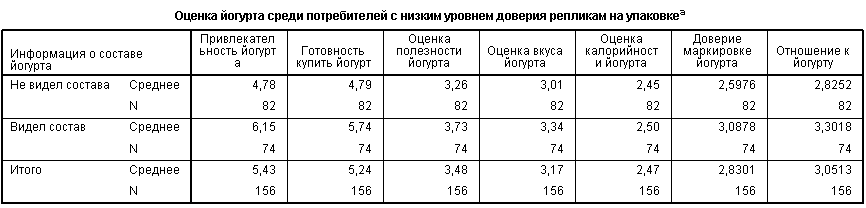 Оценка йогурта среди потребителей с низким уровнем доверия репликам на упаковкеa
Информация о составе йогурта Привлекательность йогурта Готовность купить йогурт Оценка полезности йогурта Оценка вкуса йогурта Оценка калорийности йогурта Доверие маркировке йогурта Отношение к йогурту
Не видел состава Среднее 4,78 4,79 3,26 3,01 2,45 2,5976 2,8252
N 82 82 82 82 82 82 82
Видел состав Среднее 6,15 5,74 3,73 3,34 2,50 3,0878 3,3018
N 74 74 74 74 74 74 74
Итого Среднее 5,43 5,24 3,48 3,17 2,47 2,8301 3,0513
N 156 156 156 156 156 156 156